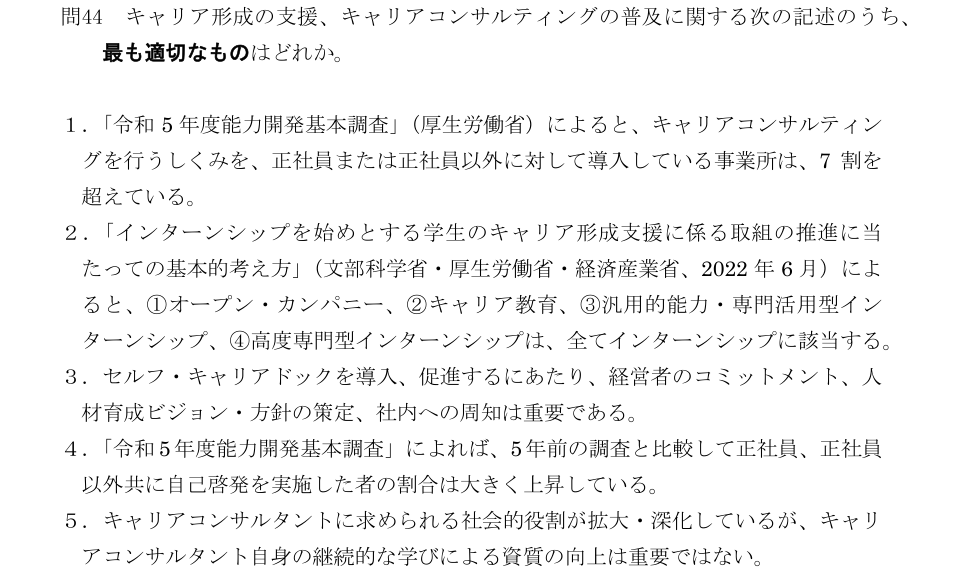 問44 キャリア形成の支援、キャリアコンサルティングの普及に関する次の記述のうち、
最も適切なものはどれか。
1.「令和 5 年度能力開発基本調査」（厚生労働省）によると、キャリアコンサルティン
グを行うしくみを、正社員または正社員以外に対して導入している事業所は、7 割を
超えている。
2.「インターンシップを始めとする学生のキャリア形成支援に係る取組の推進に当
たっての基本的考え方」（文部科学省・厚生労働省・経済産業省、2022 年 6 月）によ
ると、①オープン・カンパニー、②キャリア教育、③汎用的能力・専門活用型イン
ターンシップ、④高度専門型インターンシップは、全てインターンシップに該当する。
3．セルフ・キャリアドックを導入、促進するにあたり、経営者のコミットメント、人
材育成ビジョン・方針の策定、社内への周知は重要である。
4.「令和５年度能力開発基本調査」によれば、5年前の調査と比較して正社員、正社員
以外共に自己啓発を実施した者の割合は大きく上昇している。
5．キャリアコンサルタントに求められる社会的役割が拡大・深化しているが、キャリ
アコンサルタント自身の継続的な学びによる資質の向上は重要ではない。